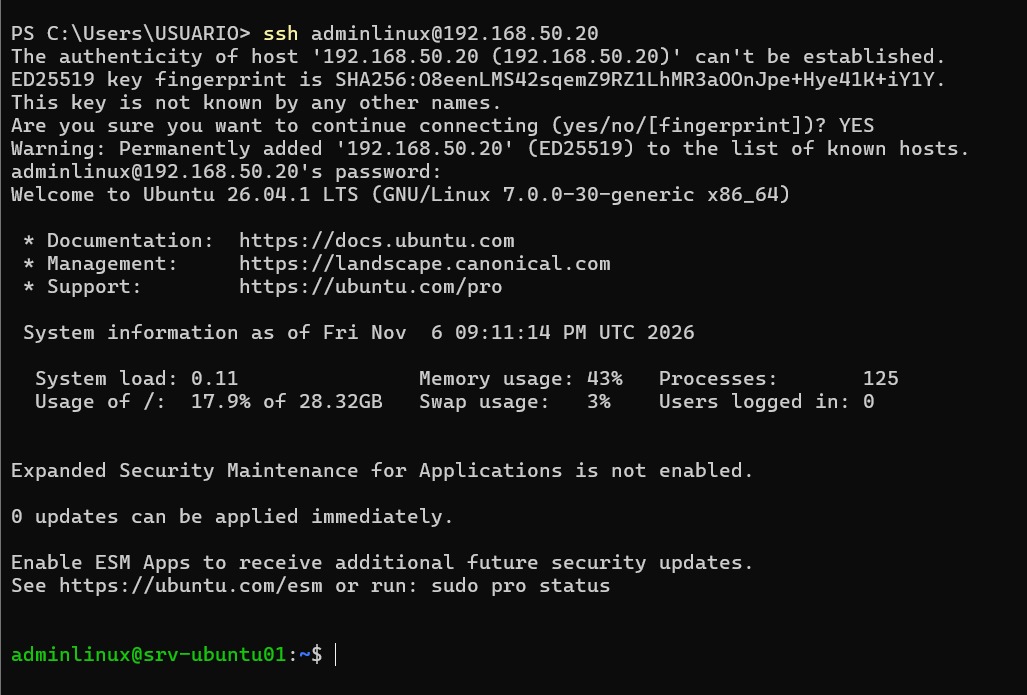 PS C:\Users\USUARIO> ssh adminlinux@192.168.50.20
The authenticity of host '192.168.50.20 (192.168.50.20)' can't be established.
ED25519 key fingerprint is SHA256:O8eenLMS42sqemZ9RZ1LhMR3aOOnJpe+Hye41K+iY1Y.
This key is not known by any other names.
Are you sure you want to continue connecting (yes/no/[fingerprint])? YES
Warning: Permanently added '192.168.50.20' (ED25519) to the list of known hosts.
adminlinux@192.168.50.20's password:
Welcome to Ubuntu 26.04.1 LTS (GNU/Linux 7.0.0-30-generic x86_64)

 * Documentation:  https://docs.ubuntu.com
 * Management:     https://landscape.canonical.com
 * Support:        https://ubuntu.com/pro

 System information as of Fri Nov  6 09:11:14 PM UTC 2026

  System load: 0.11               Memory usage: 43%   Processes:       125
  Usage of /:  17.9% of 28.32GB   Swap usage:   3%    Users logged in: 0

Expanded Security Maintenance for Applications is not enabled.

0 updates can be applied immediately.

Enable ESM Apps to receive additional future security updates.
See https://ubuntu.com/esm or run: sudo pro status

adminlinux@srv-ubuntu01:~$